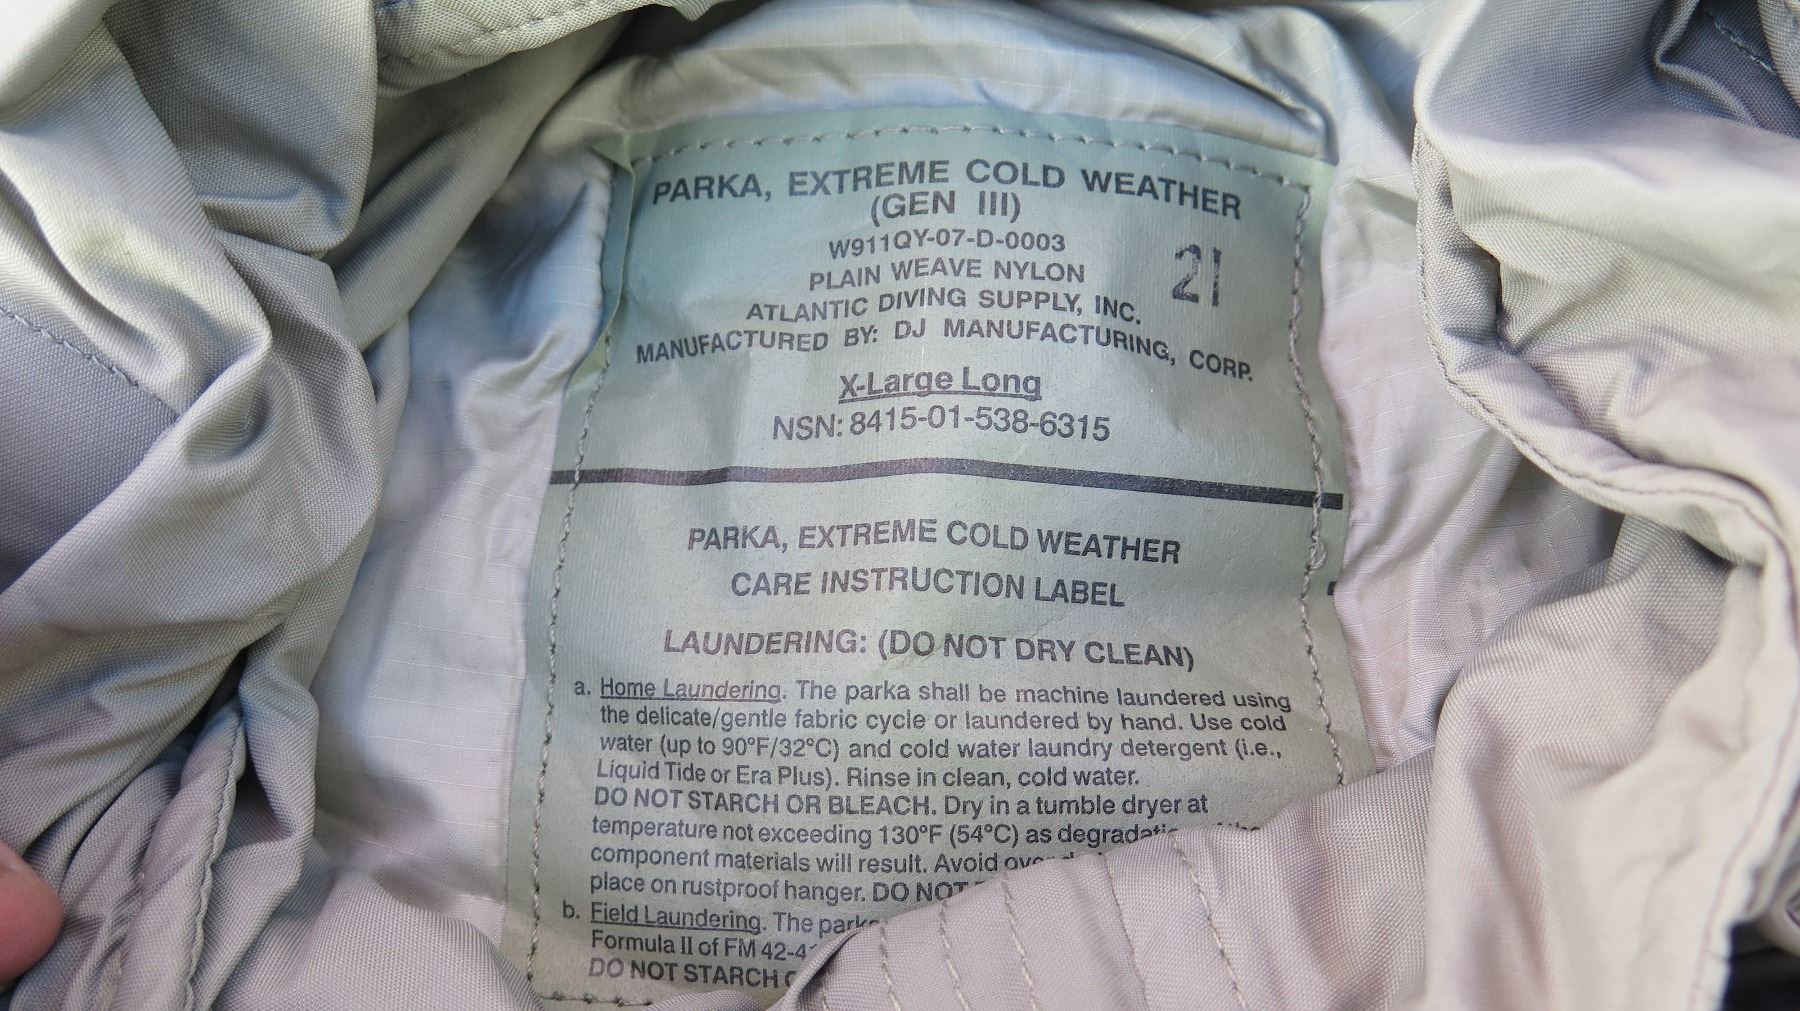 PARKA, EXTREME COLD WEATHER
(GEN III)
W911QY-07-D-0003
21
PLAIN WEAVE NYLON
ATLANTIC DIVING SUPPLY, INC.
MANUFACTURED BY: DJ MANUFACTURING, CORP.
X-Large Long
NSN: 8415-01-538-6315
PARKA, EXTREME COLD WEATHER
CARE INSTRUCTION LABEL
LAUNDERING: (DO NOT DRY CLEAN)
a. Home Laundering. The parka shall be machine laundered using
the delicate/gentle fabric cycle or laundered by hand. Use cold
water (up to 90°F/32°C) and cold water laundry detergent (i.e.,
Liquid Tide or Era Plus). Rinse in clean, cold water.
DO NOT STARCH OR BLEACH. Dry in a tumble dryer at
temperature not exceeding 130°F (54°C) as
component materials will result. Avoid
place on rustproof hanger. DO NOT
b. Field Laundering. The
Formula II of FM
DO NOT STARCH